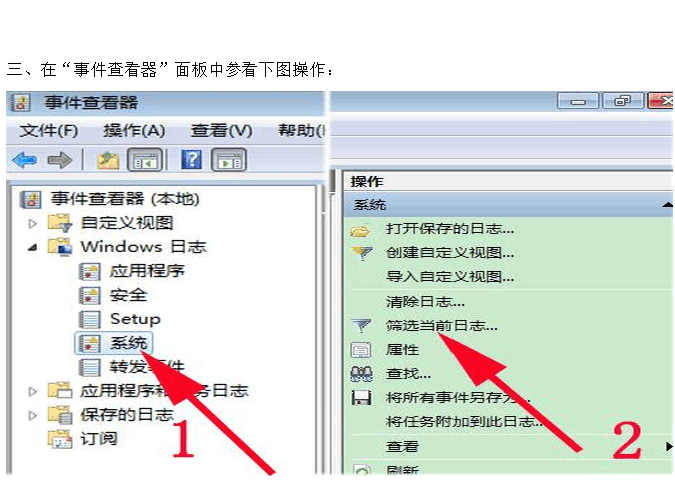 三、在“事件查看器”面板中参看下图操作：
事件查看器
文件(F) 操作(A) 查看(V) 帮助(
事件查看器 (本地)
自定义视图
Windows 日志
应用程序
安全
Setup
系统
转发事件
应用程序和服务日志
保存的日志
订阅
1
操作
系统
打开保存的日志...
创建自定义视图...
导入自定义视图...
清除日志...
筛选当前日志...
属性
查找...
将所有事件另存为...
将任务附加到此日志...
查看
刷新
2